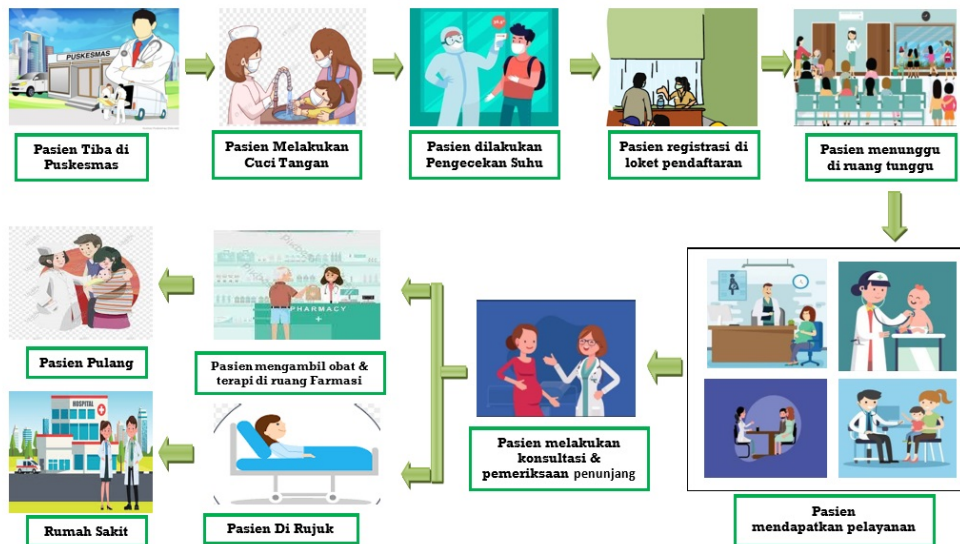 PUSKESMAS
Pasien Tiba di
Puskesmas
Pasien Melakukan
Cuci Tangan
Pasien dilakukan
Pengecekan Suhu
Pasien registrasi di
loket pendaftaran
Pasien menunggu
di ruang tunggu
Pasien
mendapatkan pelayanan
Pasien melakukan
konsultasi &
pemeriksaan penunjang
PHARMACY
Pasien mengambil obat &
terapi di ruang Farmasi
Pasien Pulang
Pasien Di Rujuk
HOSPITAL
Rumah Sakit